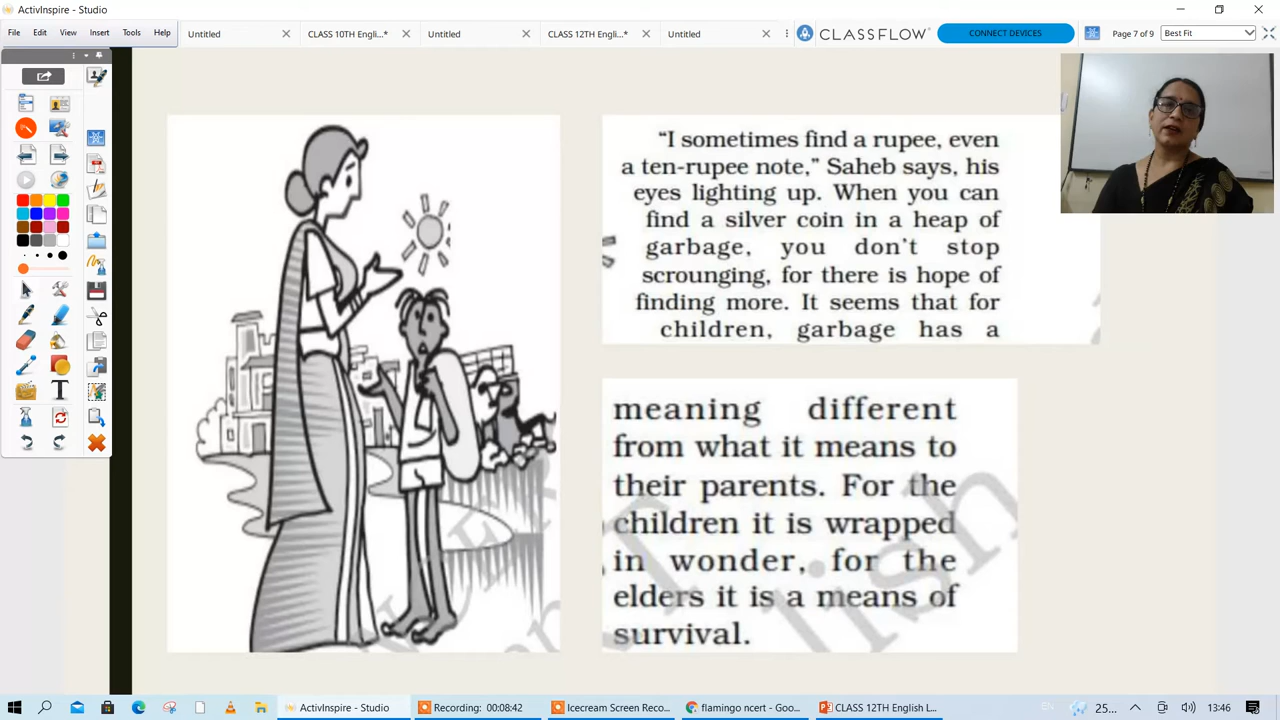 ActivInspire - Studio
File Edit View Insert Tools Help
Untitled
CLASS 10TH Engli...*
Untitled
CLASS 12TH Engli...*
Untitled
CLASSFLOW
CONNECT DEVICES
Page 7 of 9
Best Fit
“I sometimes find a rupee, even
a ten-rupee note,” Saheb says, his
eyes lighting up. When you can
find a silver coin in a heap of
garbage, you don’t stop
scrounging, for there is hope of
finding more. It seems that for
children, garbage has a
meaning different
from what it means to
their parents. For the
children it is wrapped
in wonder, for the
elders it is a means of
survival.
ActivInspire - Studio
Recording: 00:08:42
Icecream Screen Reco...
flamingo ncert - Goo...
CLASS 12TH English L...
EN
25...
13:46